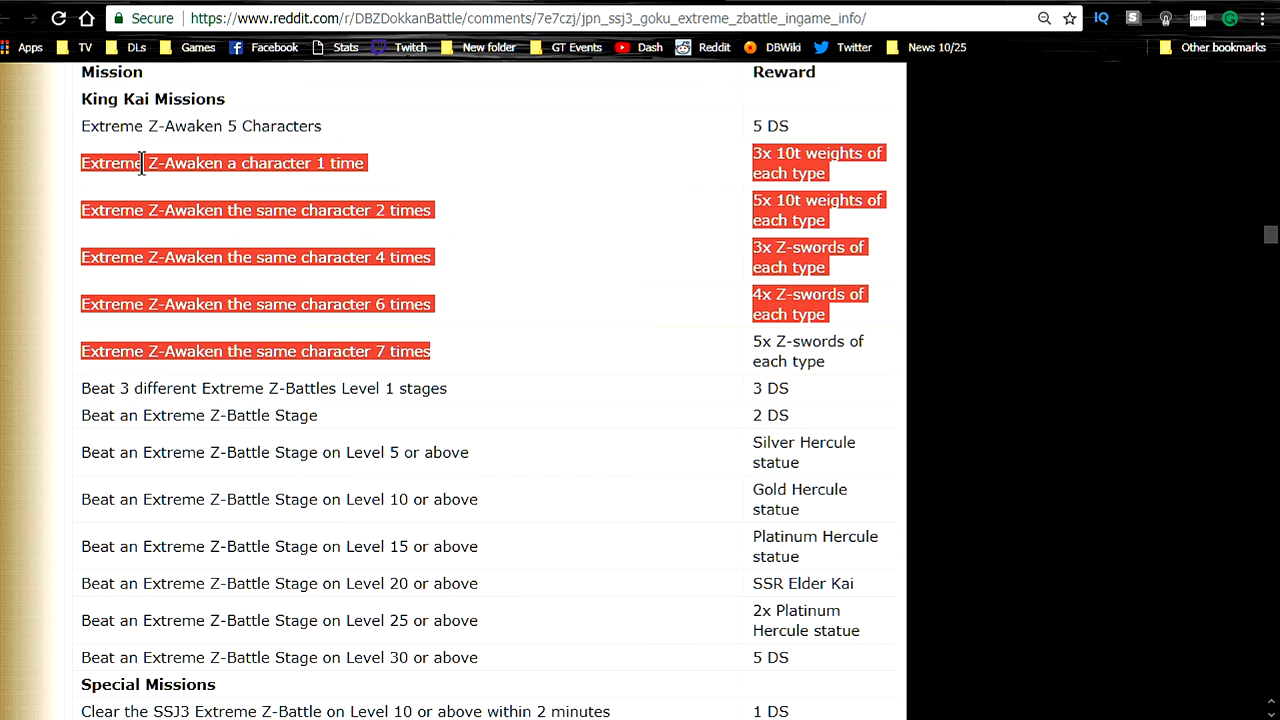 Secure https://www.reddit.com/r/DBZDokkanBattle/comments/7e7czj/jpn_ssj3_goku_extreme_zbattle_ingame_info/ IQ S font G
Apps TV DLs Games Facebook Stats Twitch New folder GT Events Dash Reddit DBWiki Twitter News 10/25 Other bookmarks
Mission Reward
King Kai Missions
Extreme Z-Awaken 5 Characters 5 DS
Extreme Z-Awaken a character 1 time 3x 10t weights of
each type
Extreme Z-Awaken the same character 2 times 5x 10t weights of
each type
Extreme Z-Awaken the same character 4 times 3x Z-swords of
each type
Extreme Z-Awaken the same character 6 times 4x Z-swords of
each type
Extreme Z-Awaken the same character 7 times 5x Z-swords of
each type
Beat 3 different Extreme Z-Battles Level 1 stages 3 DS
Beat an Extreme Z-Battle Stage 2 DS
Beat an Extreme Z-Battle Stage on Level 5 or above Silver Hercule
statue
Beat an Extreme Z-Battle Stage on Level 10 or above Gold Hercule
statue
Beat an Extreme Z-Battle Stage on Level 15 or above Platinum Hercule
statue
Beat an Extreme Z-Battle Stage on Level 20 or above SSR Elder Kai
Beat an Extreme Z-Battle Stage on Level 25 or above 2x Platinum
Hercule statue
Beat an Extreme Z-Battle Stage on Level 30 or above 5 DS
Special Missions
Clear the SSJ3 Extreme Z-Battle on Level 10 or above within 2 minutes 1 DS